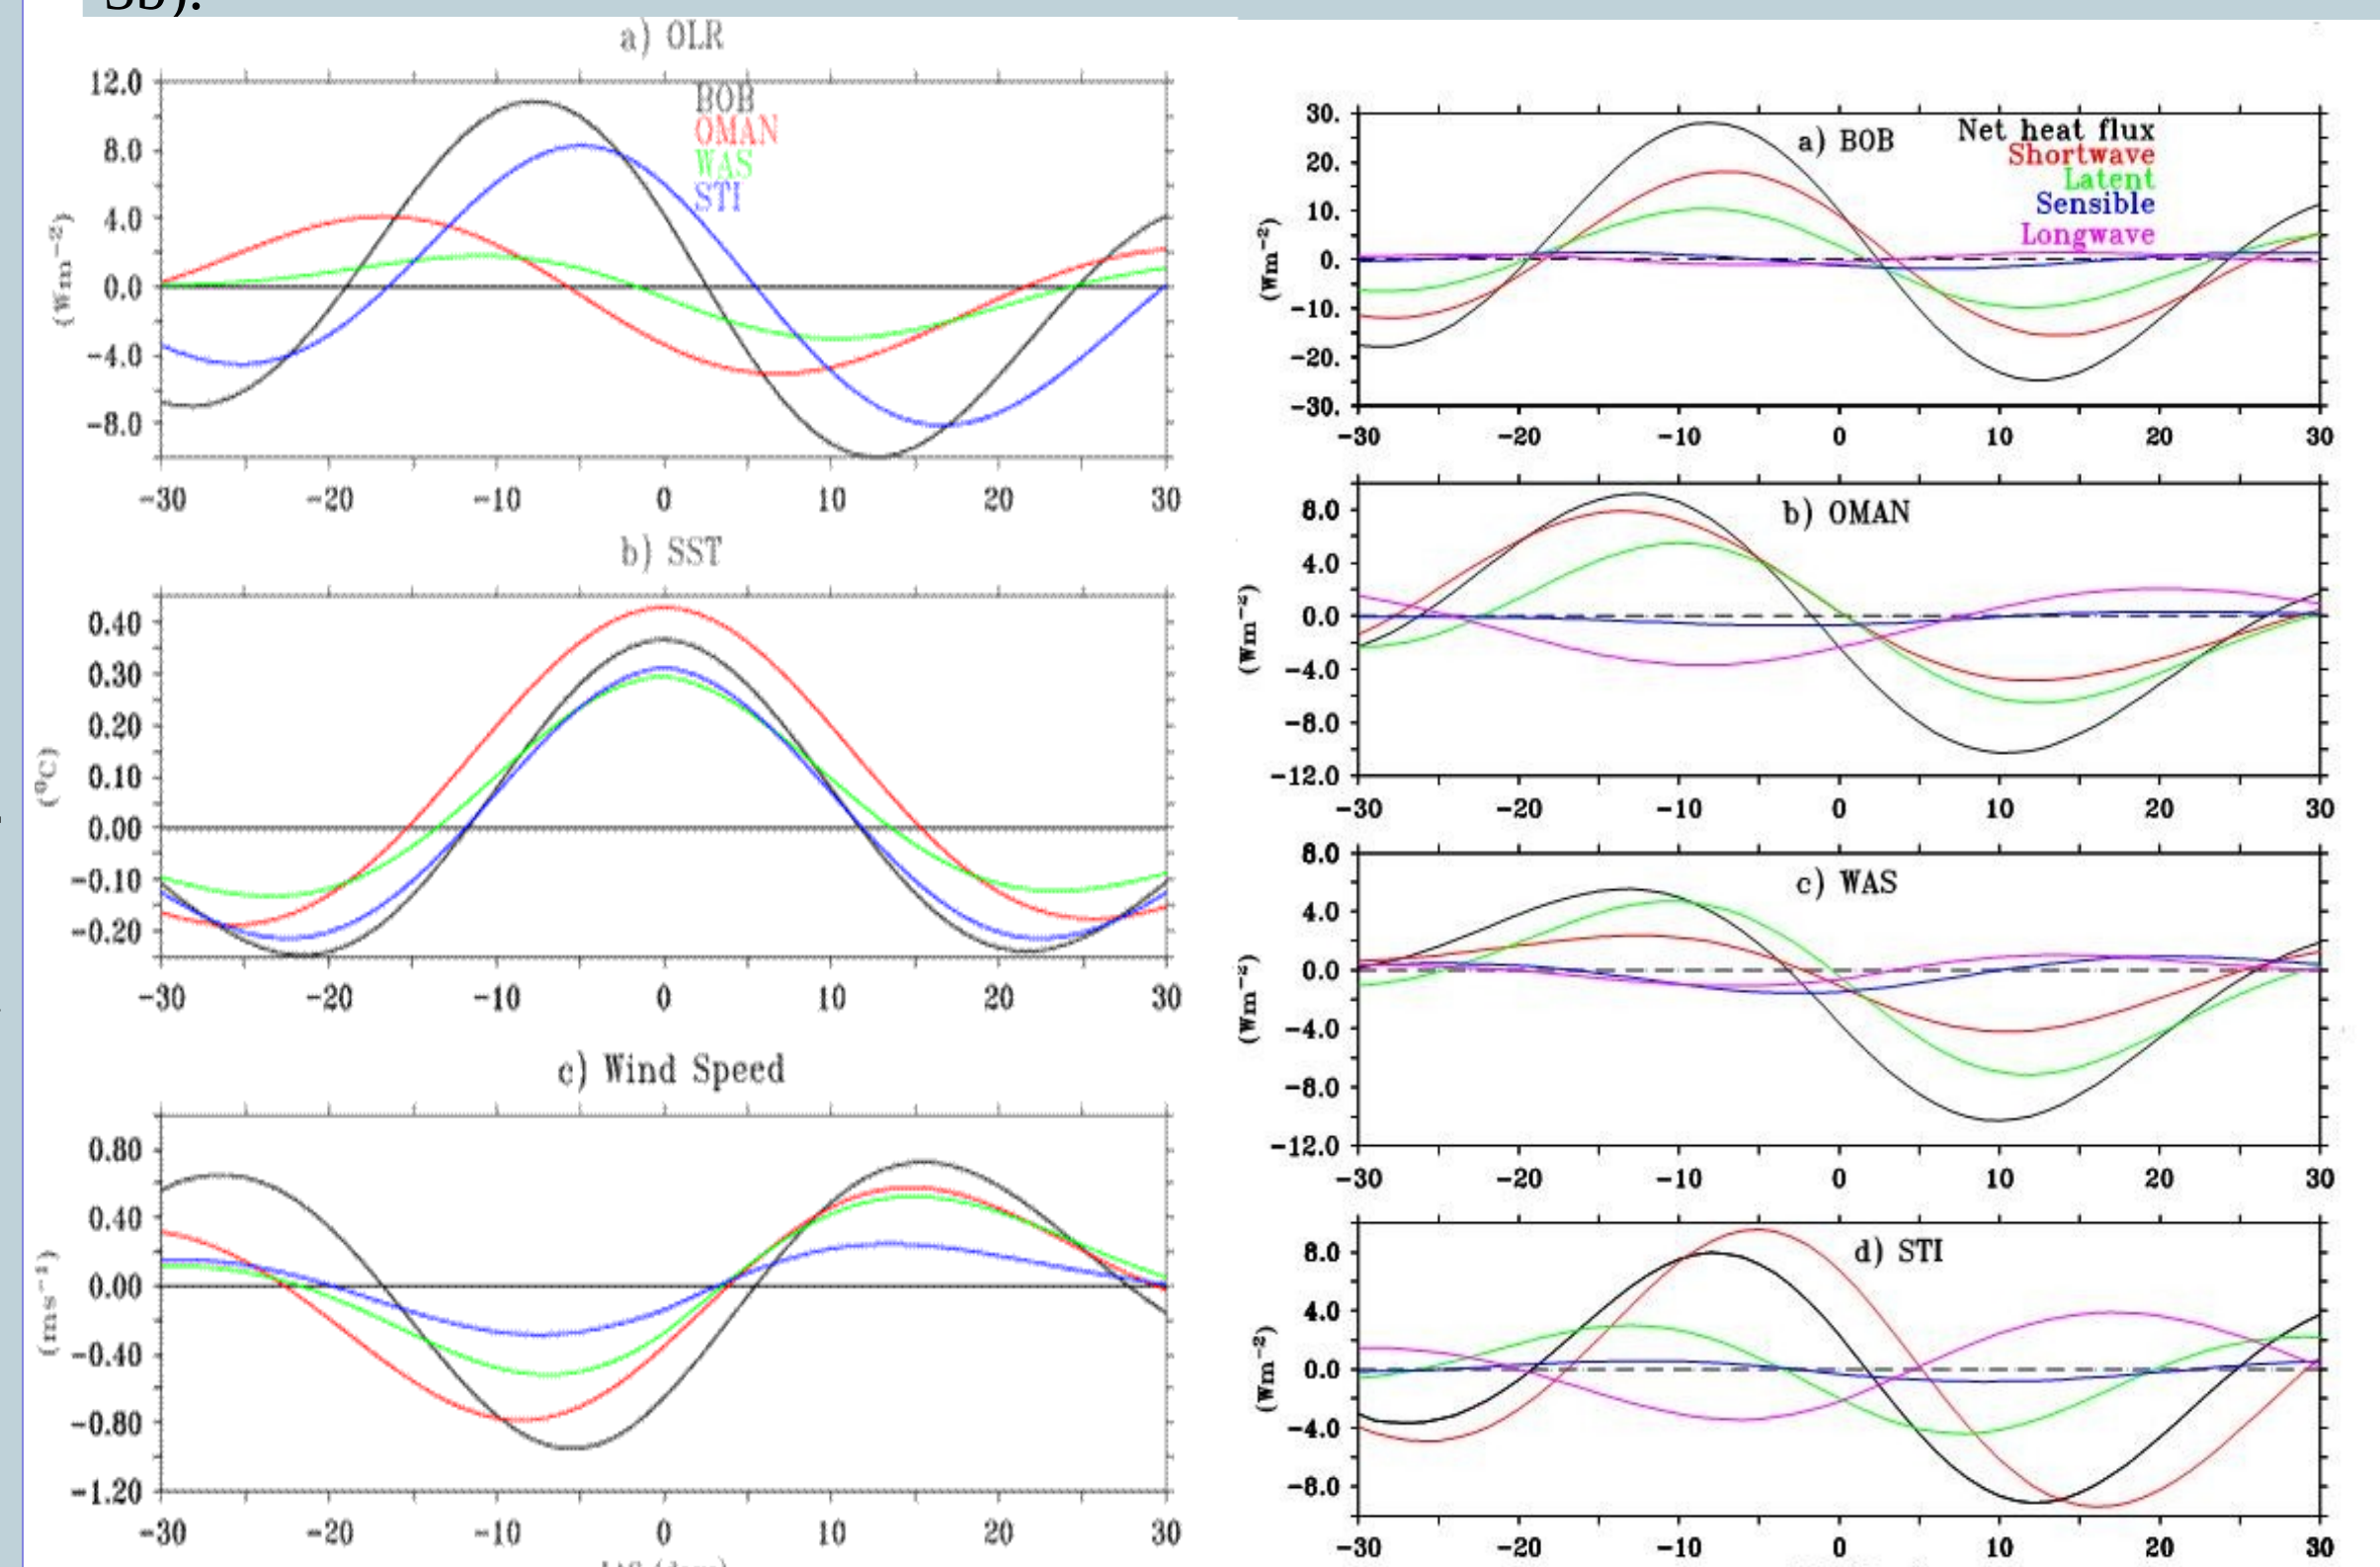 3b).
a) OLR
12.0
8.0
4.0
0.0
−4.0
−8.0
(Wm−2)
BOB
OMAN
WAS
STI
−30 −20 −10 0 10 20 30
b) SST
0.40
0.30
0.20
0.10
0.00
−0.10
−0.20
(°C)
−30 −20 −10 0 10 20 30
c) Wind Speed
0.80
0.40
0.00
−0.40
−0.80
−1.20
(ms−1)
−30 −20 −10 0 10 20 30
a) BOB
Net heat flux
Shortwave
Latent
Sensible
Longwave
30.
20.
10.
0.
−10.
−20.
−30.
(Wm−2)
−30 −20 −10 0 10 20 30
b) OMAN
8.0
4.0
0.0
−4.0
−8.0
−12.0
(Wm−2)
−30 −20 −10 0 10 20 30
c) WAS
8.0
4.0
0.0
−4.0
−8.0
−12.0
(Wm−2)
−30 −20 −10 0 10 20 30
d) STI
8.0
4.0
0.0
−4.0
−8.0
(Wm−2)
−30 −20 −10 0 10 20 30